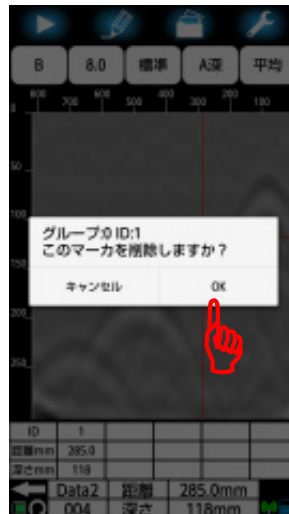 B 8.0 標準 A深 平均
800 700 600 500 400 300 200 100
0
50
100
グループ:0 ID:1
このマーカを削除しますか？
150
キャンセル OK
200
250
ID 1
距離mm 285.0
深さmm 118
Data2 距離 285.0mm
004 深さ 118mm